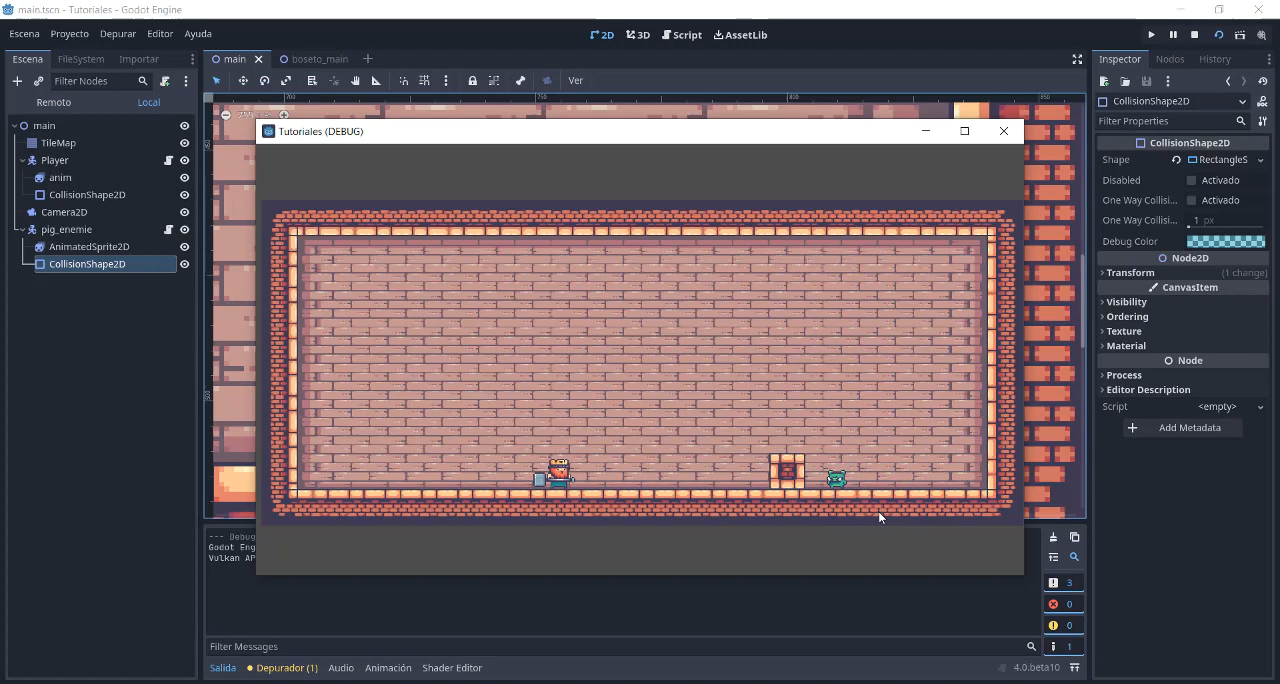 main.tscn - Tutoriales - Godot Engine
Escena Proyecto Depurar Editor Ayuda
2D 3D Script AssetLib
Escena FileSystem Importar
main boseto_main
Inspector Nodos History
Filter Nodes
Ver
Remoto Local
CollisionShape2D
Filter Properties
main
TileMap
Player
anim
CollisionShape2D
Camera2D
pig_enemie
AnimatedSprite2D
CollisionShape2D
700 750 800 850
Tutoriales (DEBUG)
CollisionShape2D
Shape RectangleS
Disabled Activado
One Way Collisi... Activado
One Way Collisi... 1 px
Debug Color
Node2D
Transform (1 change)
CanvasItem
Visibility
Ordering
Texture
Material
Node
Process
Editor Description
Script <empty>
Add Metadata
--- Debug
Godot Eng
Vulkan AP
3
0
0
1
Filter Messages
Salida Depurador (1) Audio Animación Shader Editor
4.0.beta10